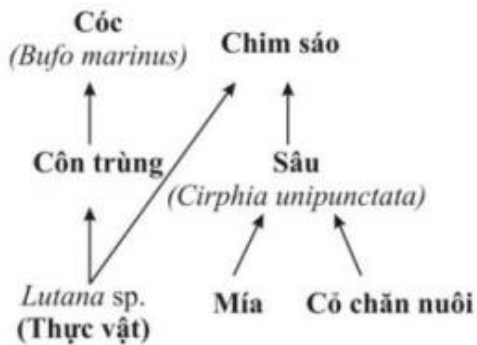 Cóc
(Bufo marinus)
Chim sáo
Côn trùng
Sâu
(Cirphia unipunctata)
Lutana sp.
(Thực vật)
Mía
Cỏ chăn nuôi